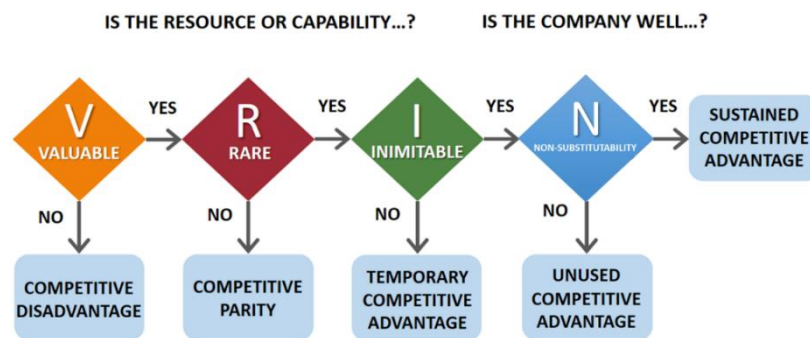 IS THE RESOURCE OR CAPABILITY...?
IS THE COMPANY WELL...?
V
VALUABLE
YES
R
RARE
YES
I
INIMITABLE
YES
N
NON-SUBSTITUTABILITY
YES
SUSTAINED
COMPETITIVE
ADVANTAGE
NO
NO
NO
NO
COMPETITIVE
DISADVANTAGE
COMPETITIVE
PARITY
TEMPORARY
COMPETITIVE
ADVANTAGE
UNUSED
COMPETITIVE
ADVANTAGE